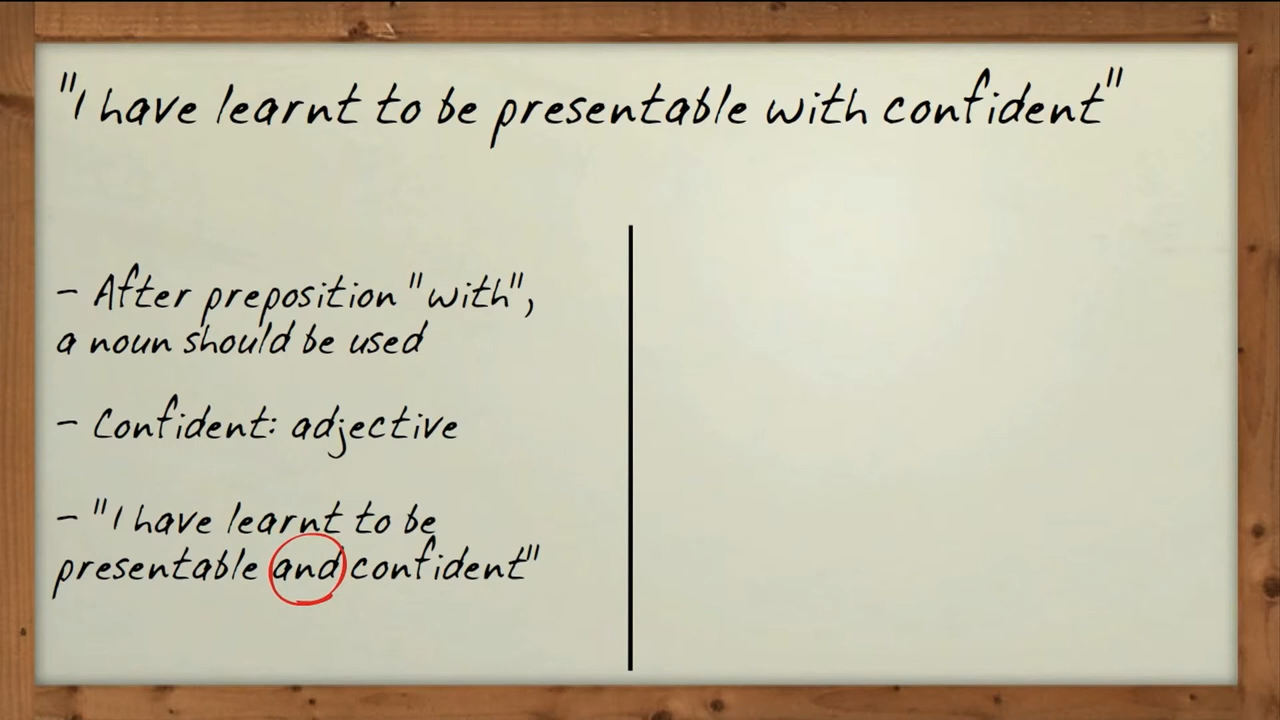 "I have learnt to be presentable with confident"
- After preposition "with",
a noun should be used
- Confident: adjective
- "I have learnt to be
presentable and confident"